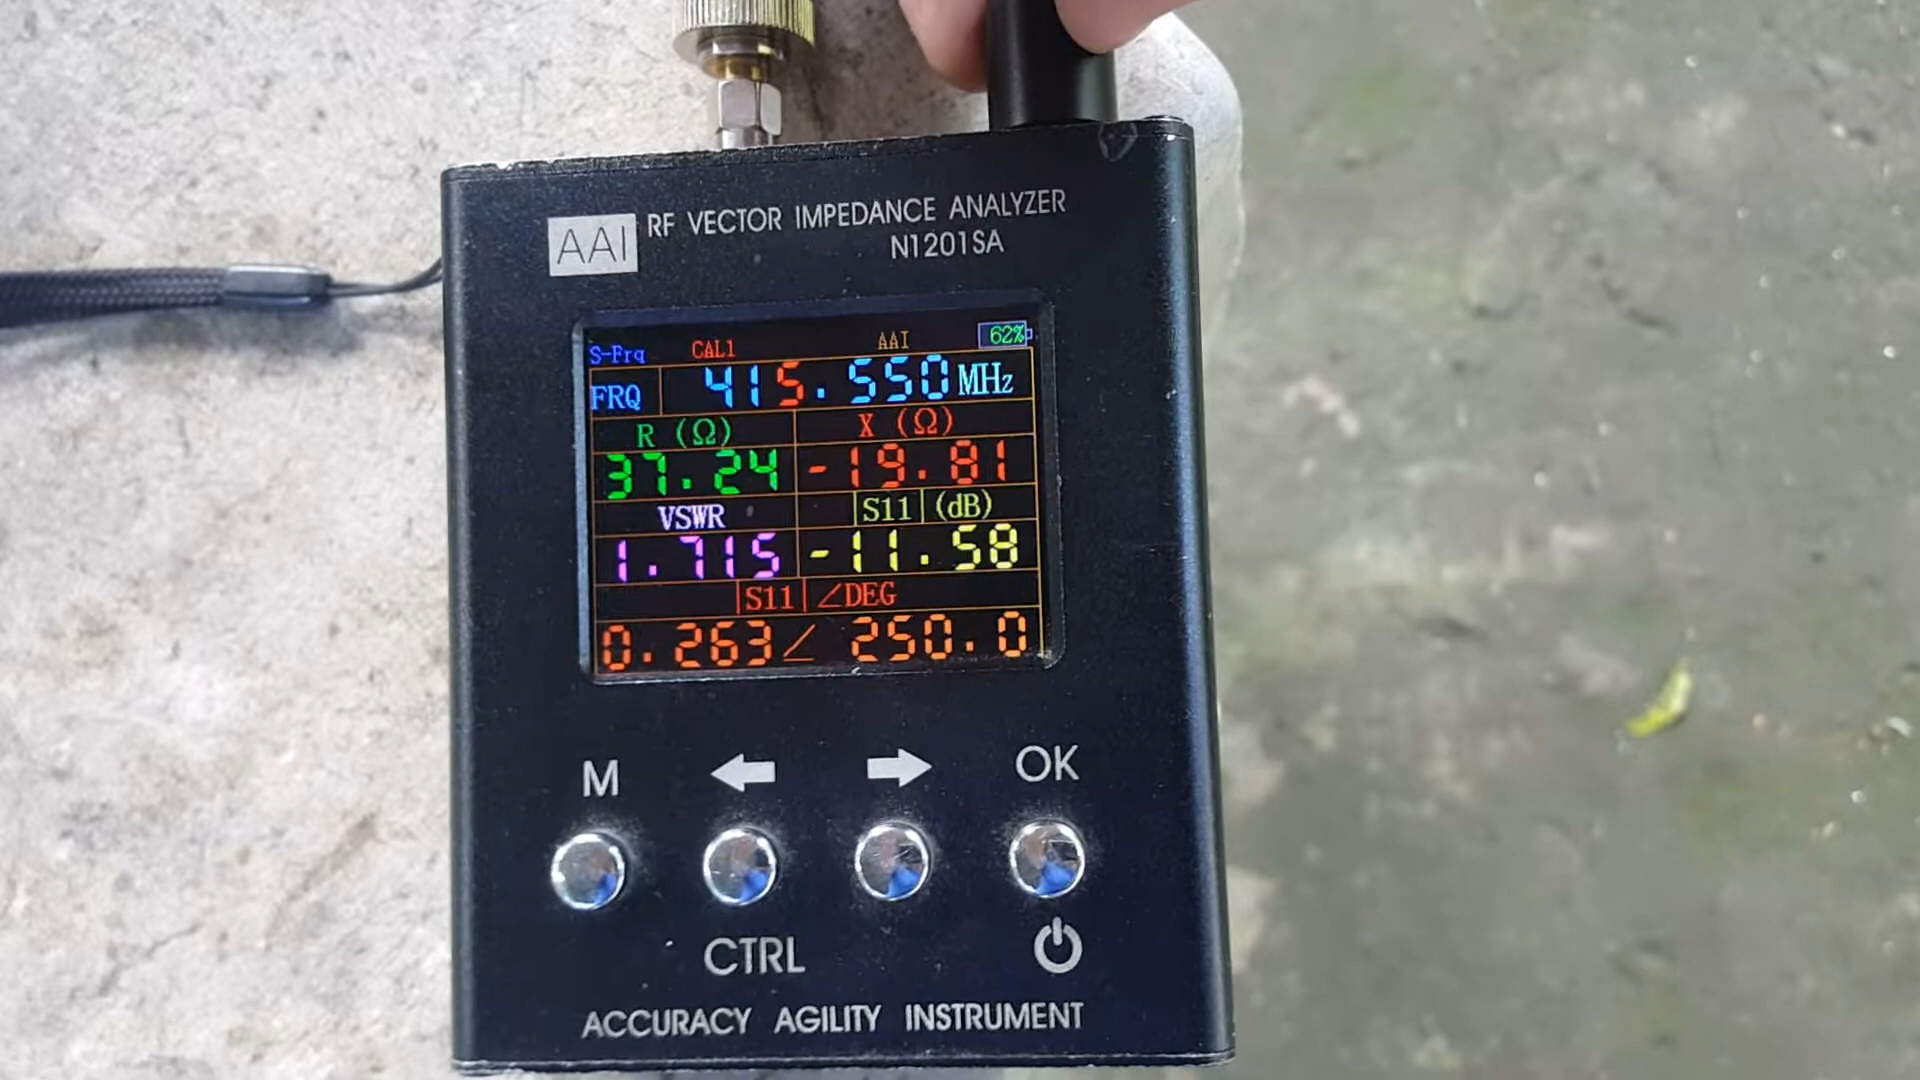 AAI RF VECTOR IMPEDANCE ANALYZER
N1201SA
S-Frq CAL1 AAI 62%
FRQ 415.550 MHz
R (Ω) X (Ω)
37.24 -19.81
VSWR |S11| (dB)
1.715 -11.58
|S11| ∠DEG
0.263∠ 250.0
M ← → OK
CTRL
ACCURACY AGILITY INSTRUMENT